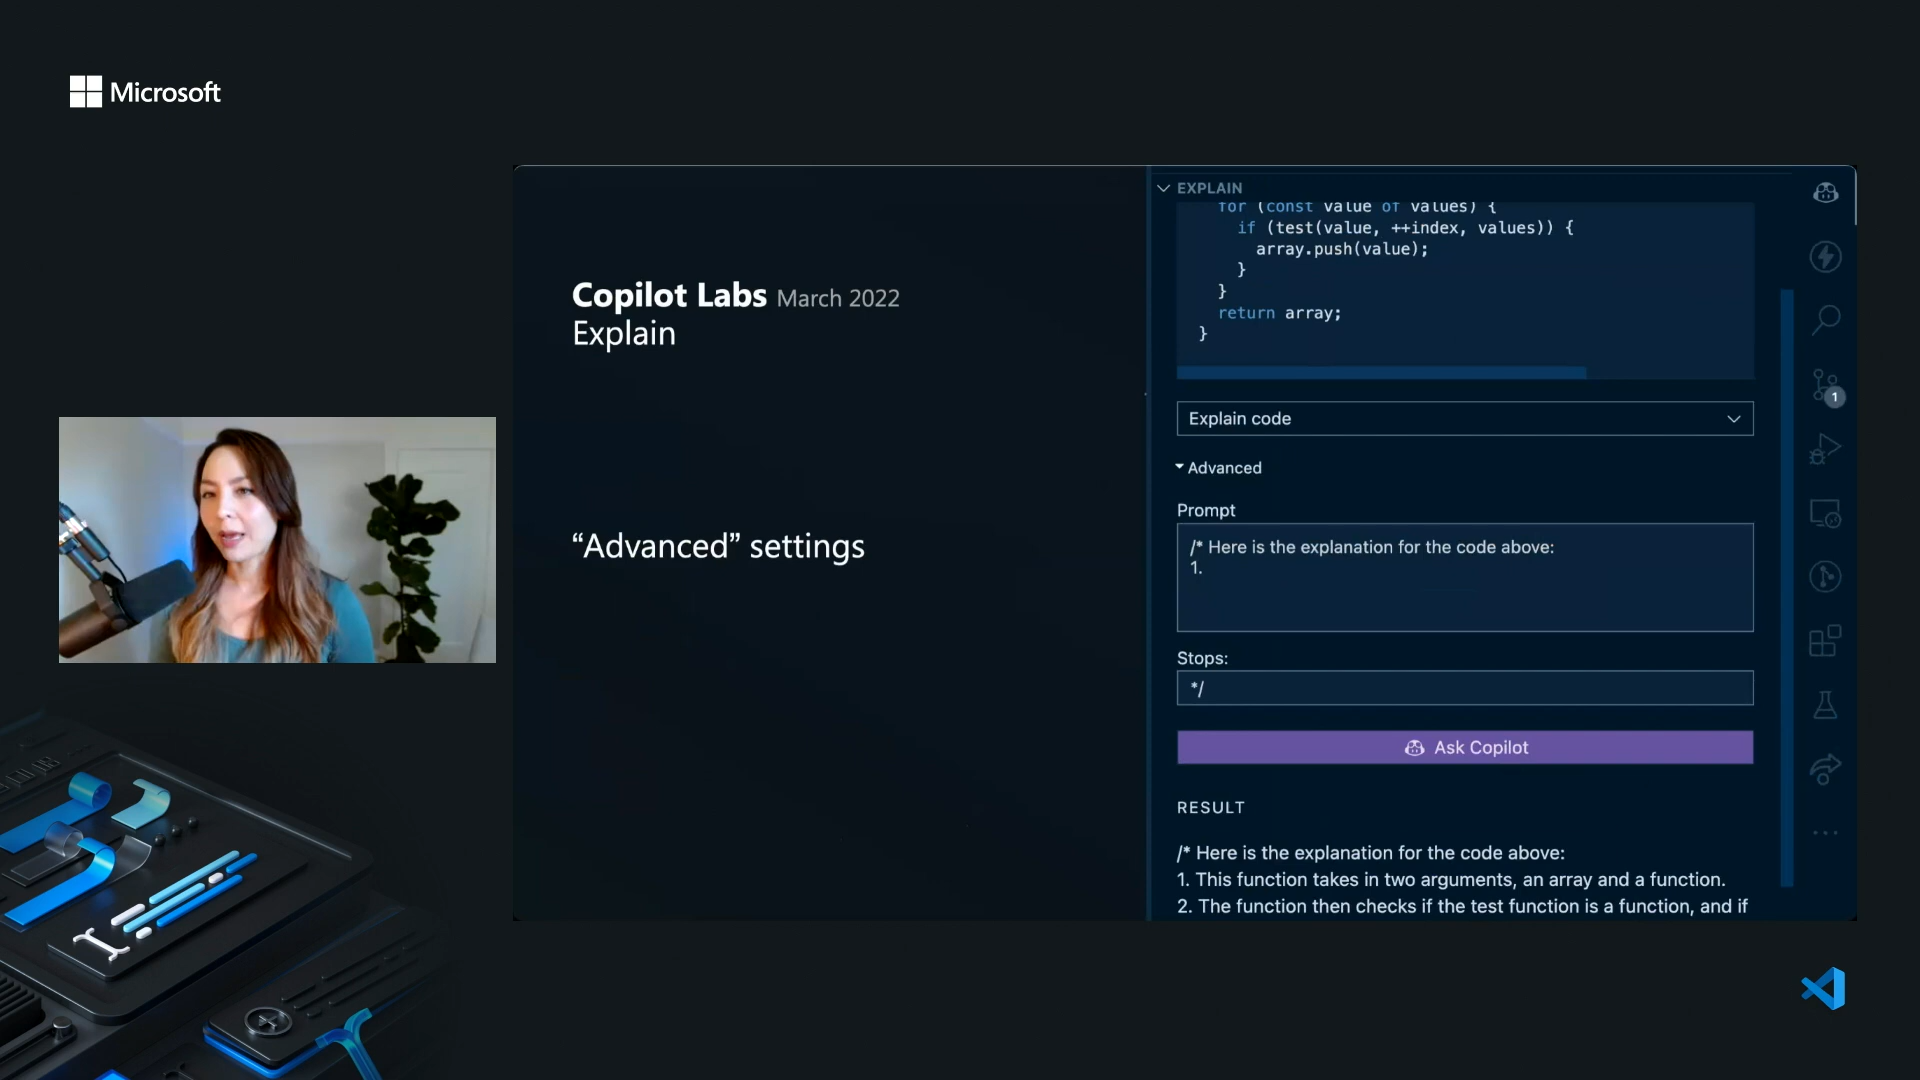 Microsoft
Copilot Labs March 2022
Explain
“Advanced” settings
EXPLAIN
for (const value of values) {
if (test(value, ++index, values)) {
array.push(value);
}
}
return array;
}
Explain code
Advanced
Prompt
/* Here is the explanation for the code above:
1.
Stops:
*/
Ask Copilot
RESULT
/* Here is the explanation for the code above:
1. This function takes in two arguments, an array and a function.
2. The function then checks if the test function is a function, and if
1